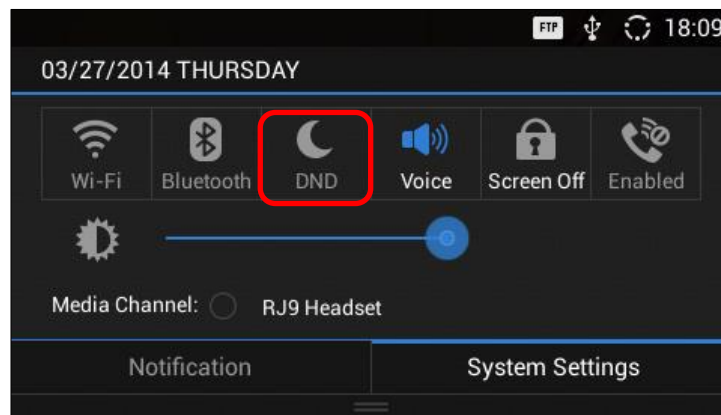 FTP 18:09
03/27/2014 THURSDAY
Wi-Fi Bluetooth DND Voice Screen Off Enabled
Media Channel: RJ9 Headset
Notification System Settings